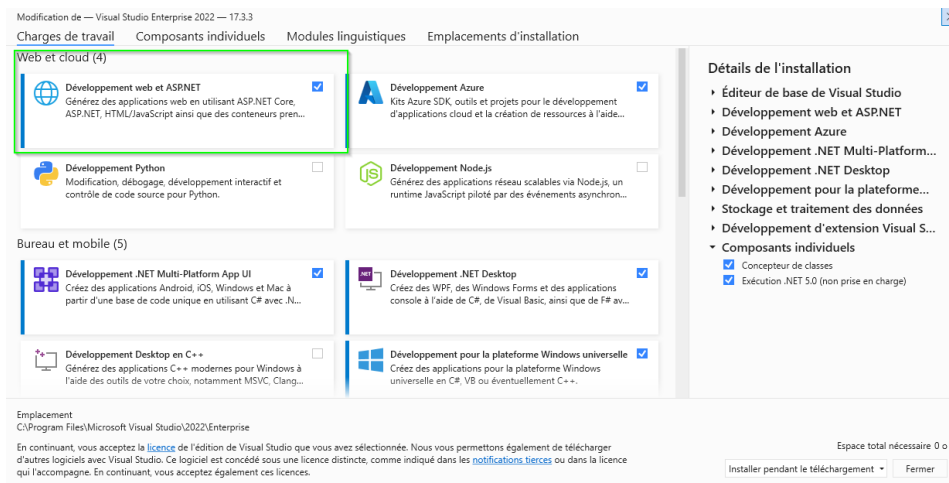 Modification de — Visual Studio Enterprise 2022 — 17.3.3
Charges de travail Composants individuels Modules linguistiques Emplacements d'installation
Web et cloud (4)
Développement web et ASP.NET
Générez des applications web en utilisant ASP.NET Core,
ASP.NET, HTML/JavaScript ainsi que des conteneurs pren...
Développement Azure
Kits Azure SDK, outils et projets pour le développement
d'applications cloud et la création de ressources à l'aide...
Développement Python
Modification, débogage, développement interactif et
contrôle de code source pour Python.
JS
Développement Node.js
Générez des applications réseau scalables via Node.js, un
runtime JavaScript piloté par des événements asynchron...
Bureau et mobile (5)
Développement .NET Multi-Platform App UI
Créez des applications Android, iOS, Windows et Mac à
partir d'une base de code unique en utilisant C# avec .N...
.NET
Développement .NET Desktop
Créez des WPF, des Windows Forms et des applications
console à l'aide de C#, de Visual Basic, ainsi que de F# av...
Développement Desktop en C++
Générez des applications C++ modernes pour Windows à
l'aide des outils de votre choix, notamment MSVC, Clang...
Développement pour la plateforme Windows universelle
Créez des applications pour la plateforme Windows
universelle en C#, VB ou éventuellement C++.
Détails de l'installation
Éditeur de base de Visual Studio
Développement web et ASP.NET
Développement Azure
Développement .NET Multi-Platform...
Développement .NET Desktop
Développement pour la plateforme...
Stockage et traitement des données
Développement d'extension Visual S...
Composants individuels
Concepteur de classes
Exécution .NET 5.0 (non prise en charge)
Emplacement
C:\Program Files\Microsoft Visual Studio\2022\Enterprise
En continuant, vous acceptez la licence de l'édition de Visual Studio que vous avez sélectionnée. Nous vous permettons également de télécharger
d'autres logiciels avec Visual Studio. Ce logiciel est concédé sous une licence distincte, comme indiqué dans les notifications tierces ou dans la licence
qui l'accompagne. En continuant, vous acceptez également ces licences.
Espace total nécessaire 0 o
Installer pendant le téléchargement Fermer